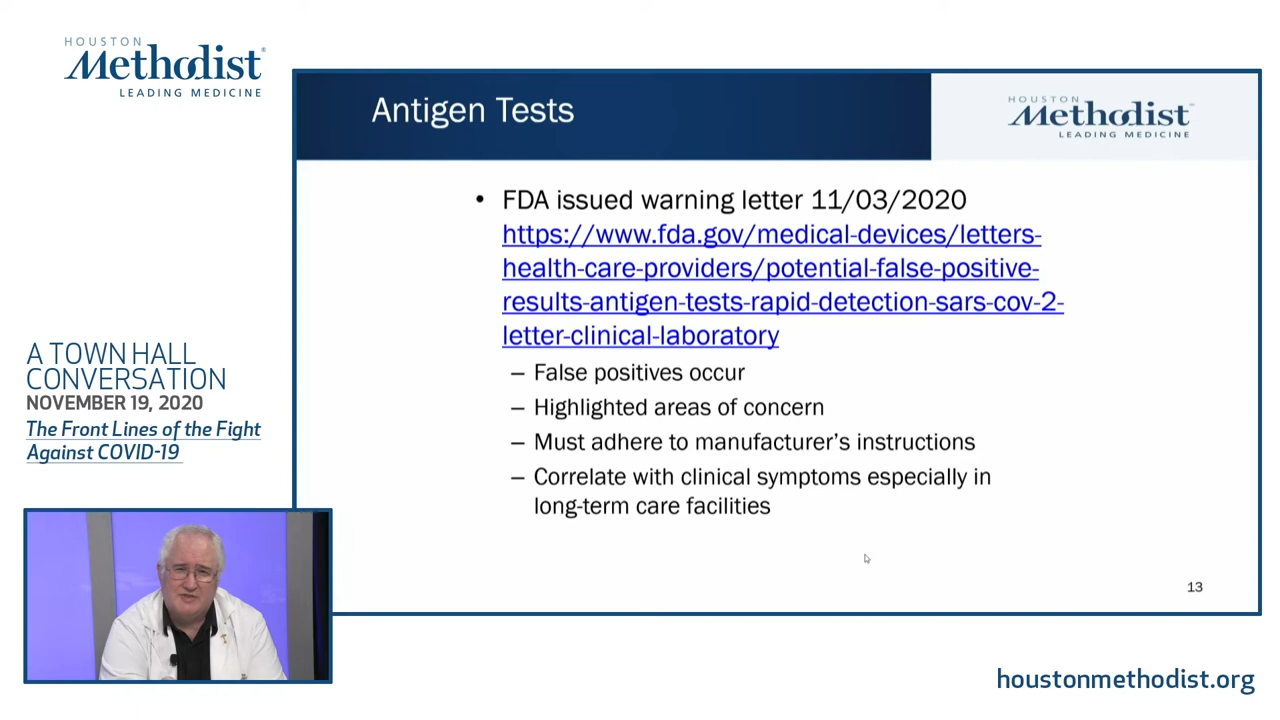 HOUSTON
Methodist®
LEADING MEDICINE
Antigen Tests
HOUSTON
Methodist
LEADING MEDICINE
• FDA issued warning letter 11/03/2020
https://www.fda.gov/medical-devices/letters-
health-care-providers/potential-false-positive-
results-antigen-tests-rapid-detection-sars-cov-2-
letter-clinical-laboratory
– False positives occur
– Highlighted areas of concern
– Must adhere to manufacturer’s instructions
– Correlate with clinical symptoms especially in
long-term care facilities
13
A TOWN HALL
CONVERSATION
NOVEMBER 19, 2020
The Front Lines of the Fight
Against COVID-19
houstonmethodist.org